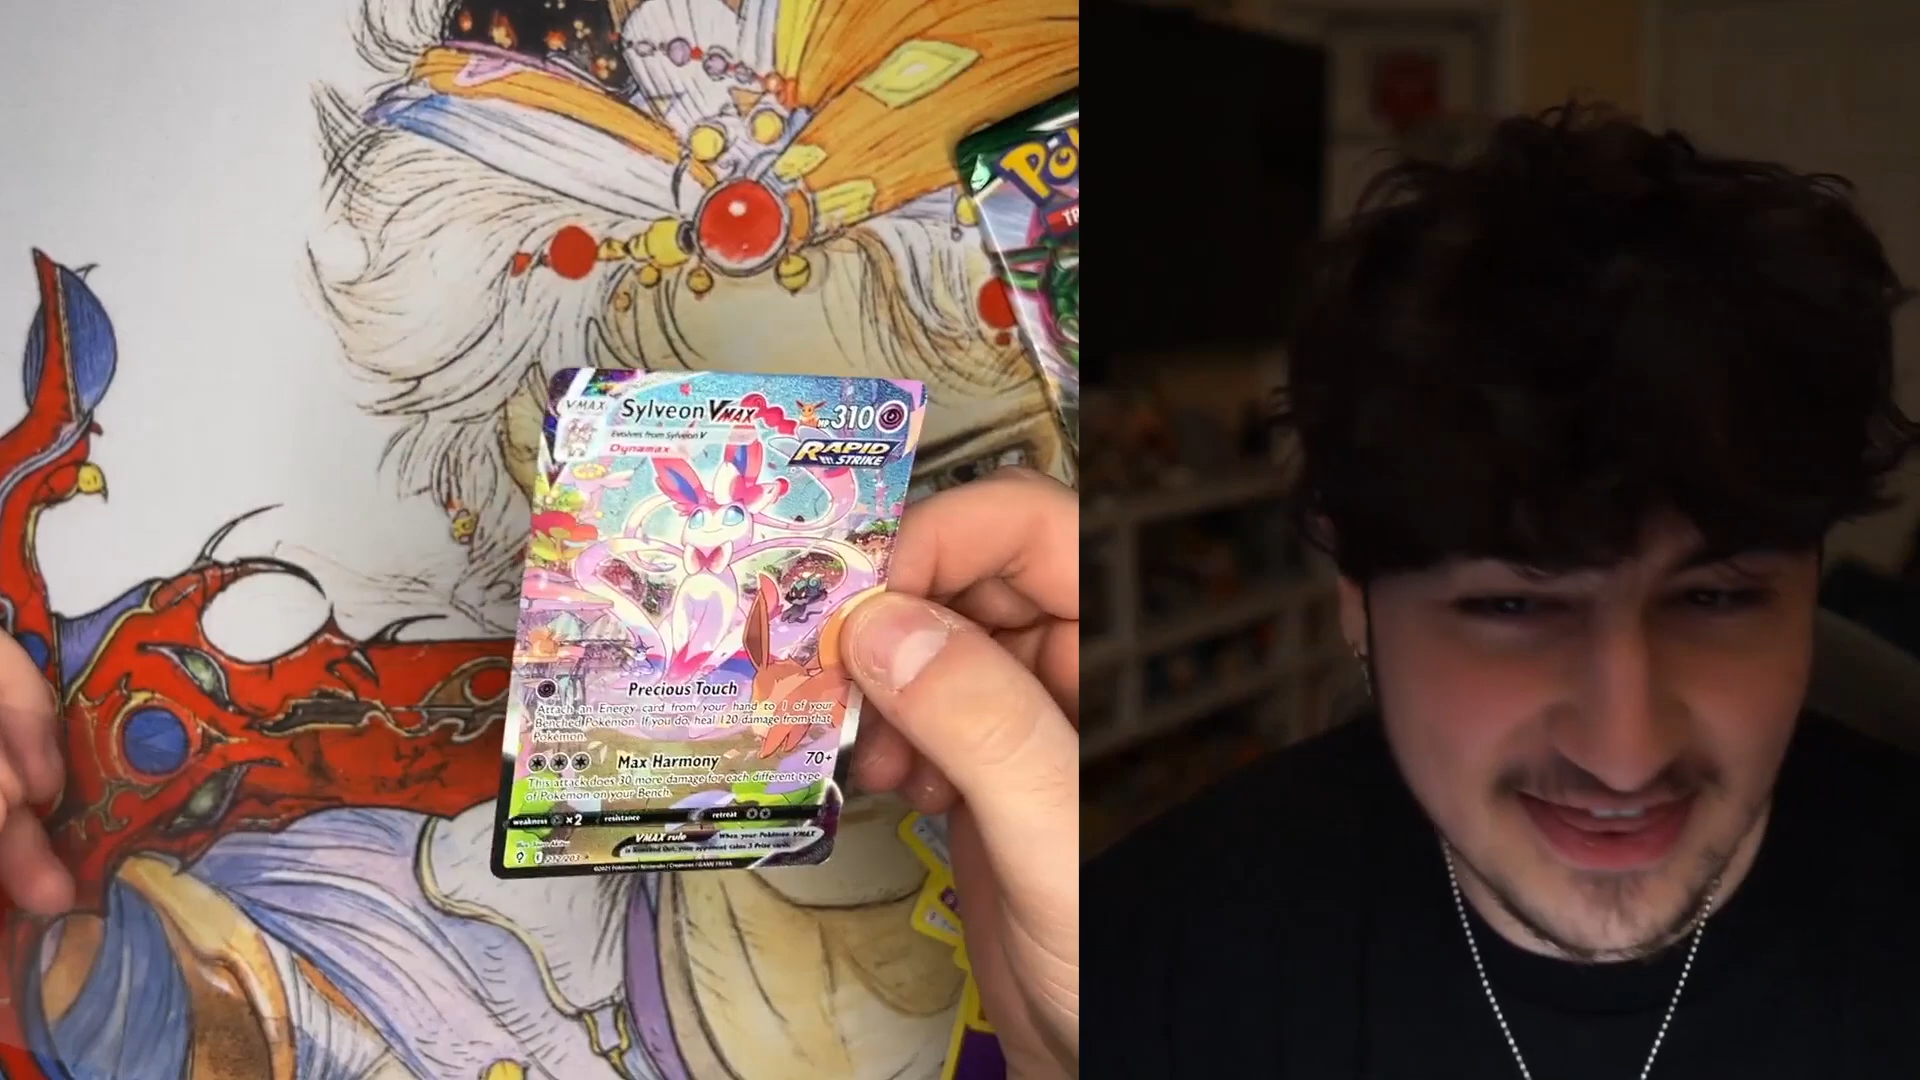 Pok
TR
VMAX
Sylveon VMAX
HP 310
Evolves from Sylveon V
Dynamax
RAPID
STRIKE
Precious Touch
Attach an Energy card from your hand to 1 of your
Benched Pokémon. If you do, heal 120 damage from that
Pokémon.
Max Harmony 70+
This attack does 30 more damage for each different type
of Pokémon on your Bench.
weakness ×2 resistance retreat
VMAX rule When your Pokémon VMAX
is Knocked Out, your opponent takes 3 Prize cards.
212/203
©2021 Pokémon / Nintendo / Creatures / GAME FREAK